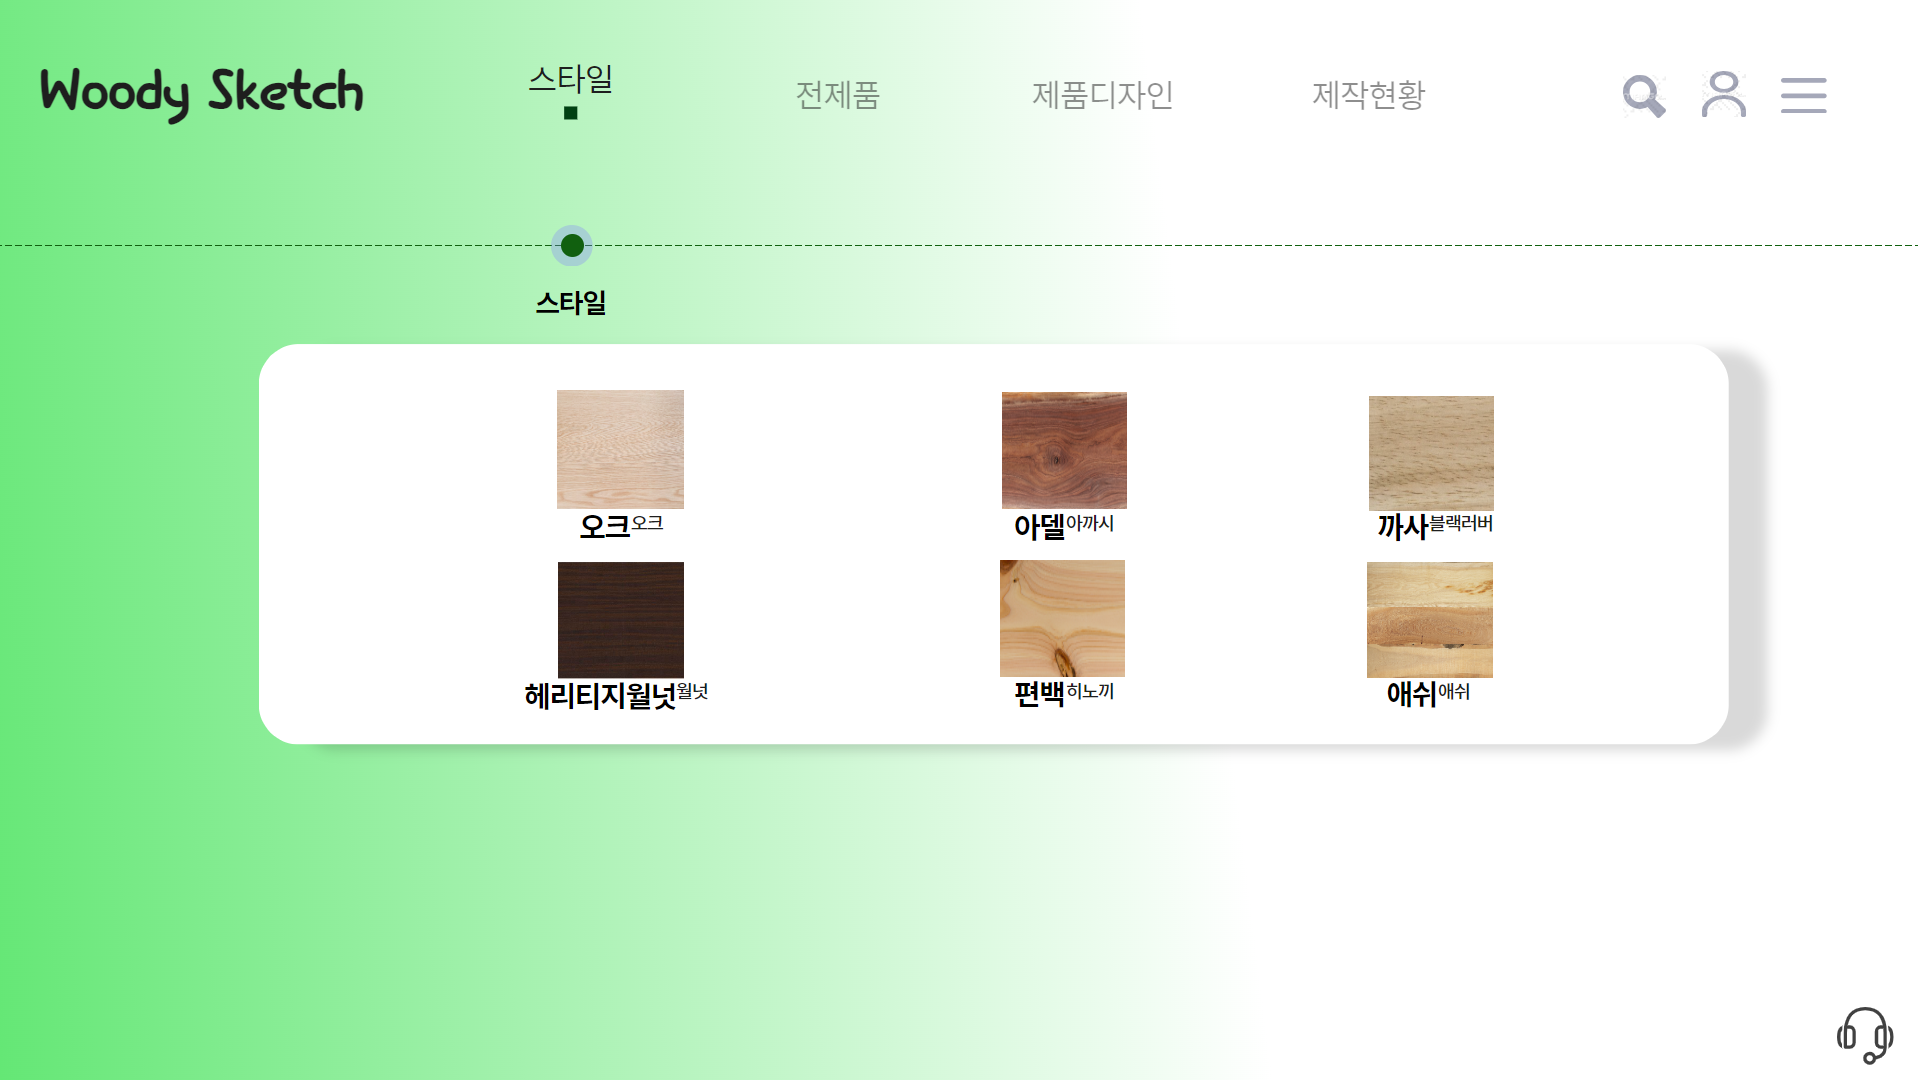 Woody Sketch
스타일
전제품
제품디자인
제작현황
스타일
오크오크
아델아까시
까사블랙러버
헤리티지월넛월넛
편백히노끼
애쉬애쉬